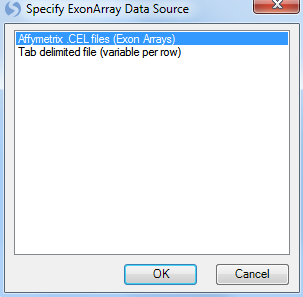 Specify ExonArray Data Source
Affymetrix .CEL files (Exon Arrays)
Tab delimited file (variable per row)
OK
Cancel